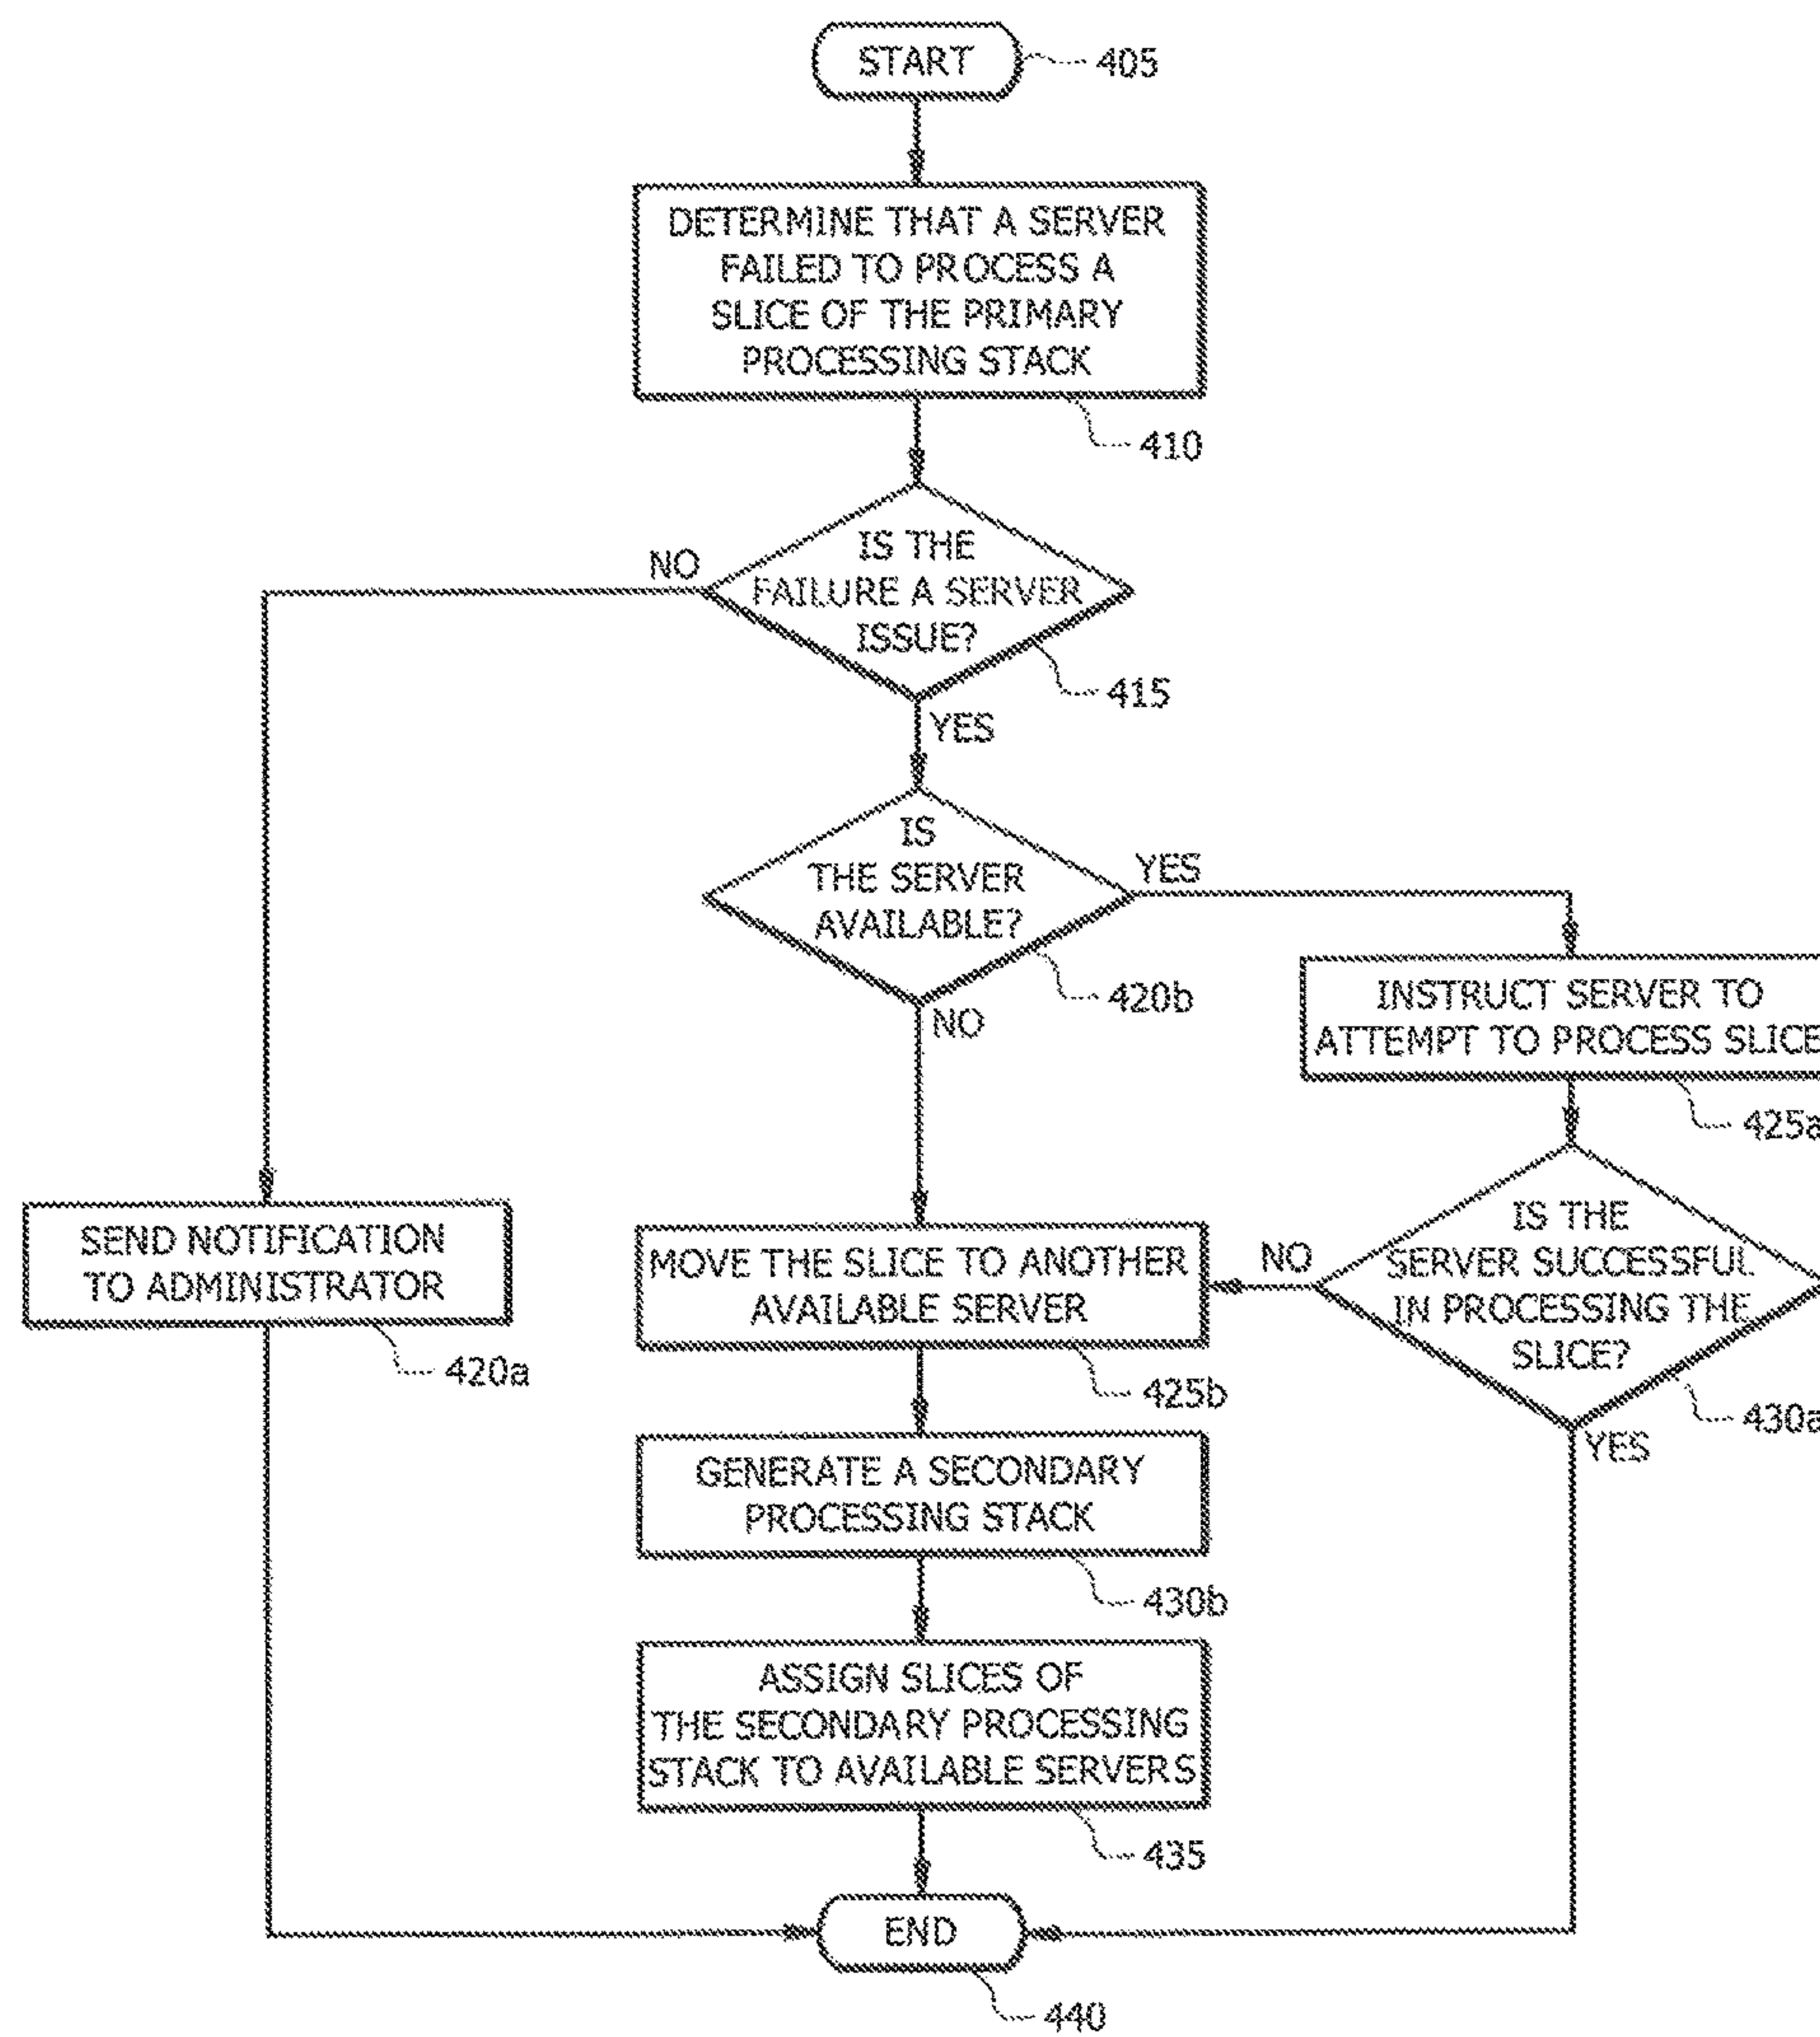 START
405
DETERMINE THAT A SERVER
FAILED TO PROCESS A
SLICE OF THE PRIMARY
PROCESSING STACK
410
NO
IS THE
FAILURE A SERVER
ISSUE?
415
YES
IS
THE SERVER
AVAILABLE?
YES
420b
NO
INSTRUCT SERVER TO
ATTEMPT TO PROCESS SLICE
425a
SEND NOTIFICATION
TO ADMINISTRATOR
420a
MOVE THE SLICE TO ANOTHER
AVAILABLE SERVER
425b
NO
IS THE
SERVER SUCCESSFUL
IN PROCESSING THE
SLICE?
430a
YES
GENERATE A SECONDARY
PROCESSING STACK
430b
ASSIGN SLICES OF
THE SECONDARY PROCESSING
STACK TO AVAILABLE SERVERS
435
END
440